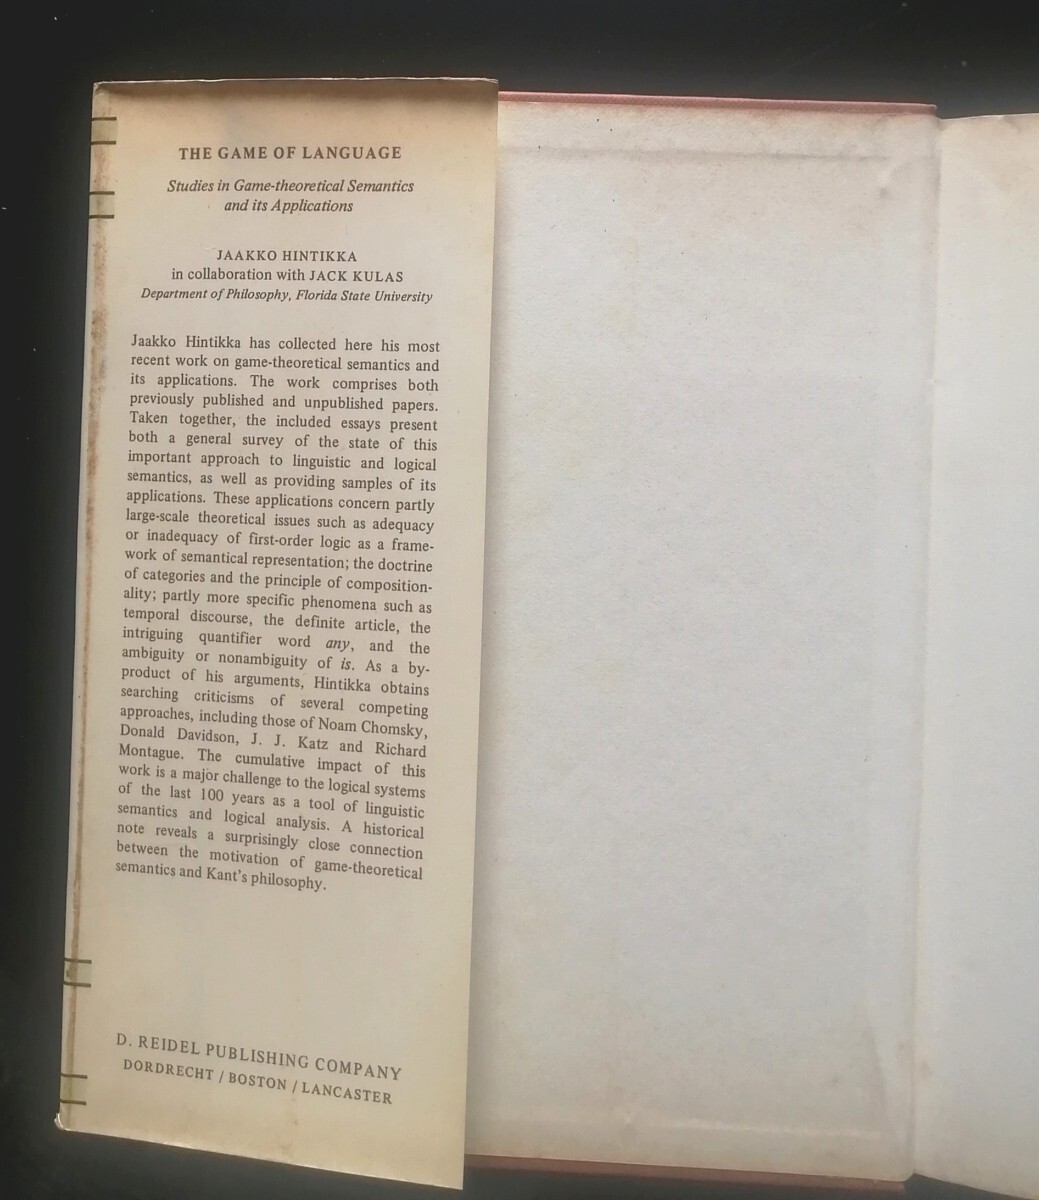 THE GAME OF LANGUAGE
Studies in Game-theoretical Semantics
and its Applications
JAAKKO HINTIKKA
in collaboration with JACK KULAS
Department of Philosophy, Florida State University
Jaakko Hintikka has collected here his most
recent work on game-theoretical semantics and
its applications. The work comprises both
previously published and unpublished papers.
Taken together, the included essays present
both a general survey of the state of this
important approach to linguistic and logical
semantics, as well as providing samples of its
applications. These applications concern partly
large-scale theoretical issues such as adequacy
or inadequacy of first-order logic as a frame-
work of semantical representation; the doctrine
of categories and the principle of composition-
ality; partly more specific phenomena such as
temporal discourse, the definite article, the
intriguing quantifier word any, and the
ambiguity or nonambiguity of is. As a by-
product of his arguments, Hintikka obtains
searching criticisms of several competing
approaches, including those of Noam Chomsky,
Donald Davidson, J. J. Katz and Richard
Montague. The cumulative impact of this
work is a major challenge to the logical systems
of the last 100 years as a tool of linguistic
semantics and logical analysis. A historical
note reveals a surprisingly close connection
between the motivation of game-theoretical
semantics and Kant's philosophy.
D. REIDEL PUBLISHING COMPANY
DORDRECHT / BOSTON / LANCASTER